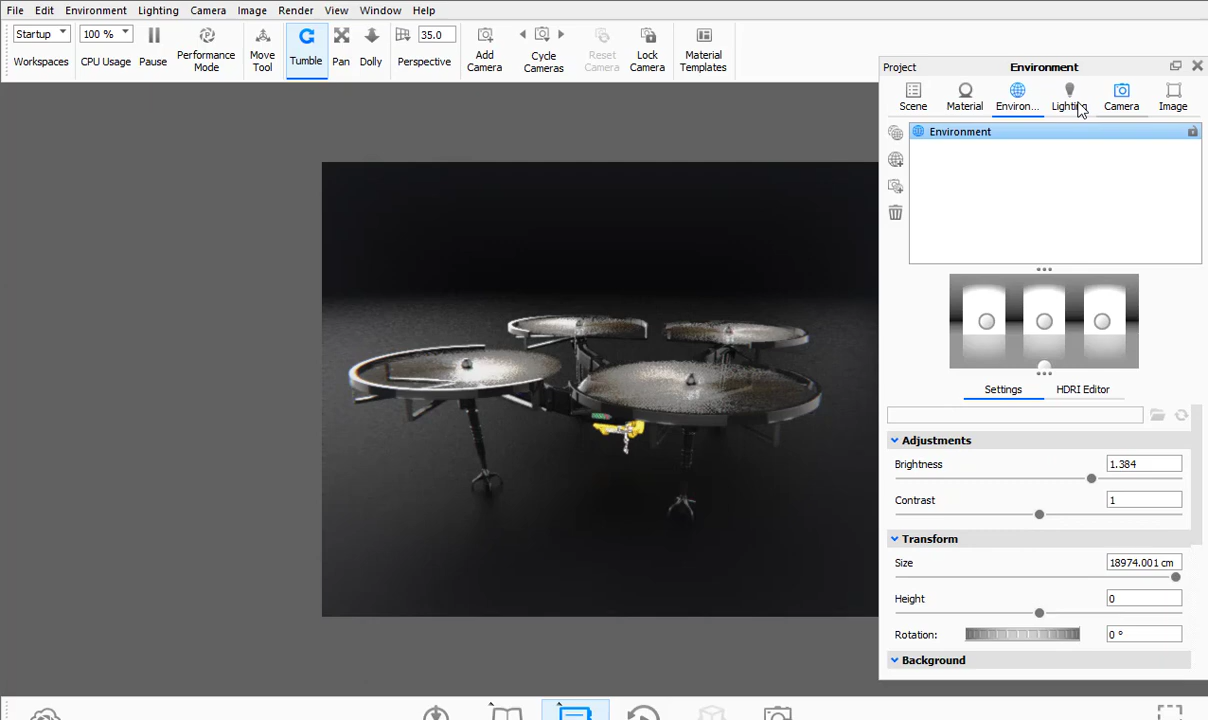 File Edit Environment Lighting Camera Image Render View Window Help
Startup 100 % 35.0
Workspaces CPU Usage Pause Performance Mode Move Tool Tumble Pan Dolly Perspective Add Camera Cycle Cameras Reset Camera Lock Camera Material Templates
Project Environment
Scene Material Environ... Lighting Camera Image
Environment
Settings HDRI Editor
Adjustments
Brightness 1.384
Contrast 1
Transform
Size 18974.001 cm
Height 0
Rotation: 0 °
Background